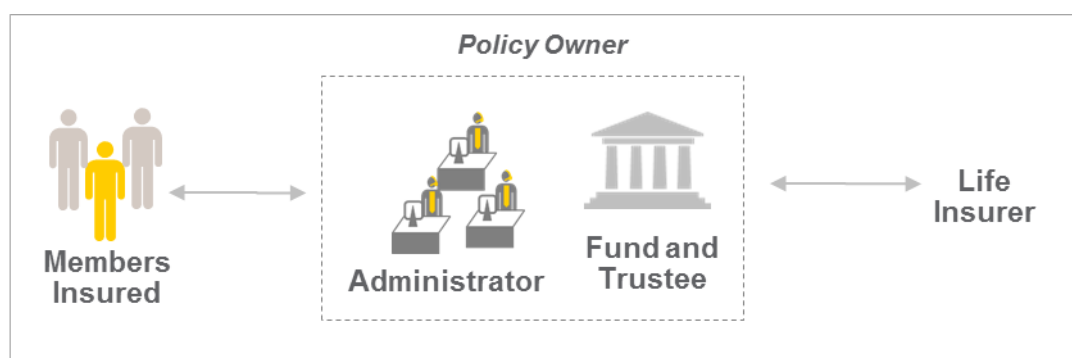 Policy Owner
Members
Insured
Administrator
Fund and
Trustee
Life
Insurer